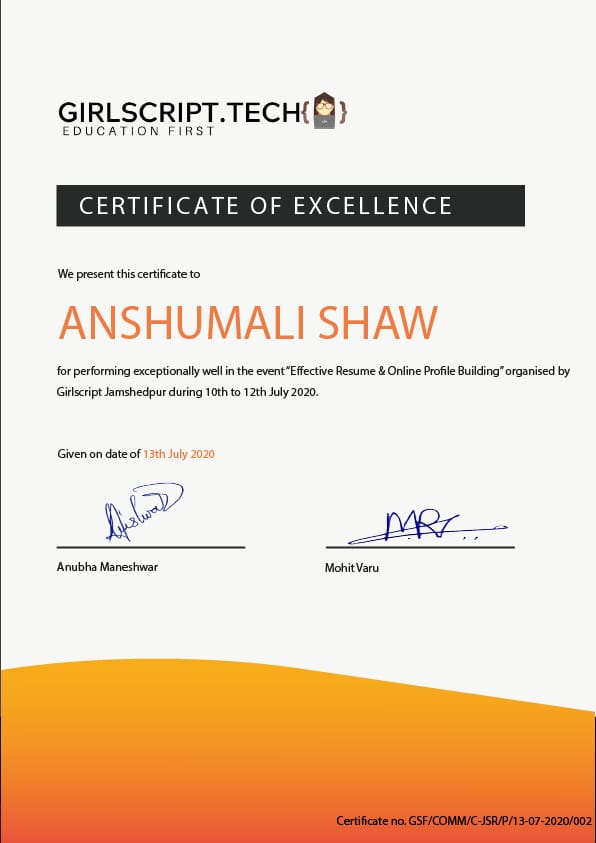 GIRLSCRIPT.TECH{ }
EDUCATION FIRST
CERTIFICATE OF EXCELLENCE
We present this certificate to
ANSHUMALI SHAW
for performing exceptionally well in the event “Effective Resume & Online Profile Building” organised by
Girlscript Jamshedpur during 10th to 12th July 2020.
Given on date of 13th July 2020
Anubha Maneshwar
Mohit Varu
Certificate no. GSF/COMM/C-JSR/P/13-07-2020/002